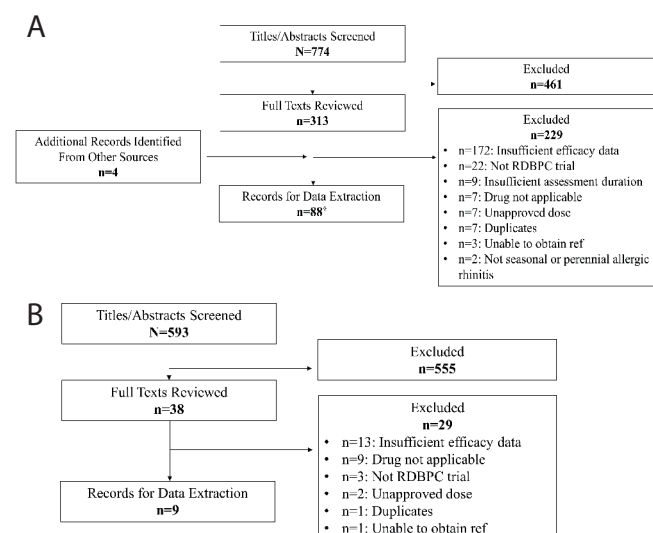 A
Titles/Abstracts Screened
N=774
Excluded
n=461
Full Texts Reviewed
n=313
Additional Records Identified
From Other Sources
n=4
Excluded
n=229
• n=172: Insufficient efficacy data
• n=22: Not RDBPC trial
• n=9: Insufficient assessment duration
• n=7: Drug not applicable
• n=7: Unapproved dose
• n=7: Duplicates
• n=3: Unable to obtain ref
• n=2: Not seasonal or perennial allergic
rhinitis
Records for Data Extraction
n=88
B
Titles/Abstracts Screened
N=593
Excluded
n=555
Full Texts Reviewed
n=38
Excluded
n=29
• n=13: Insufficient efficacy data
• n=9: Drug not applicable
• n=3: Not RDBPC trial
• n=2: Unapproved dose
• n=1: Duplicates
• n=1: Unable to obtain ref
Records for Data Extraction
n=9